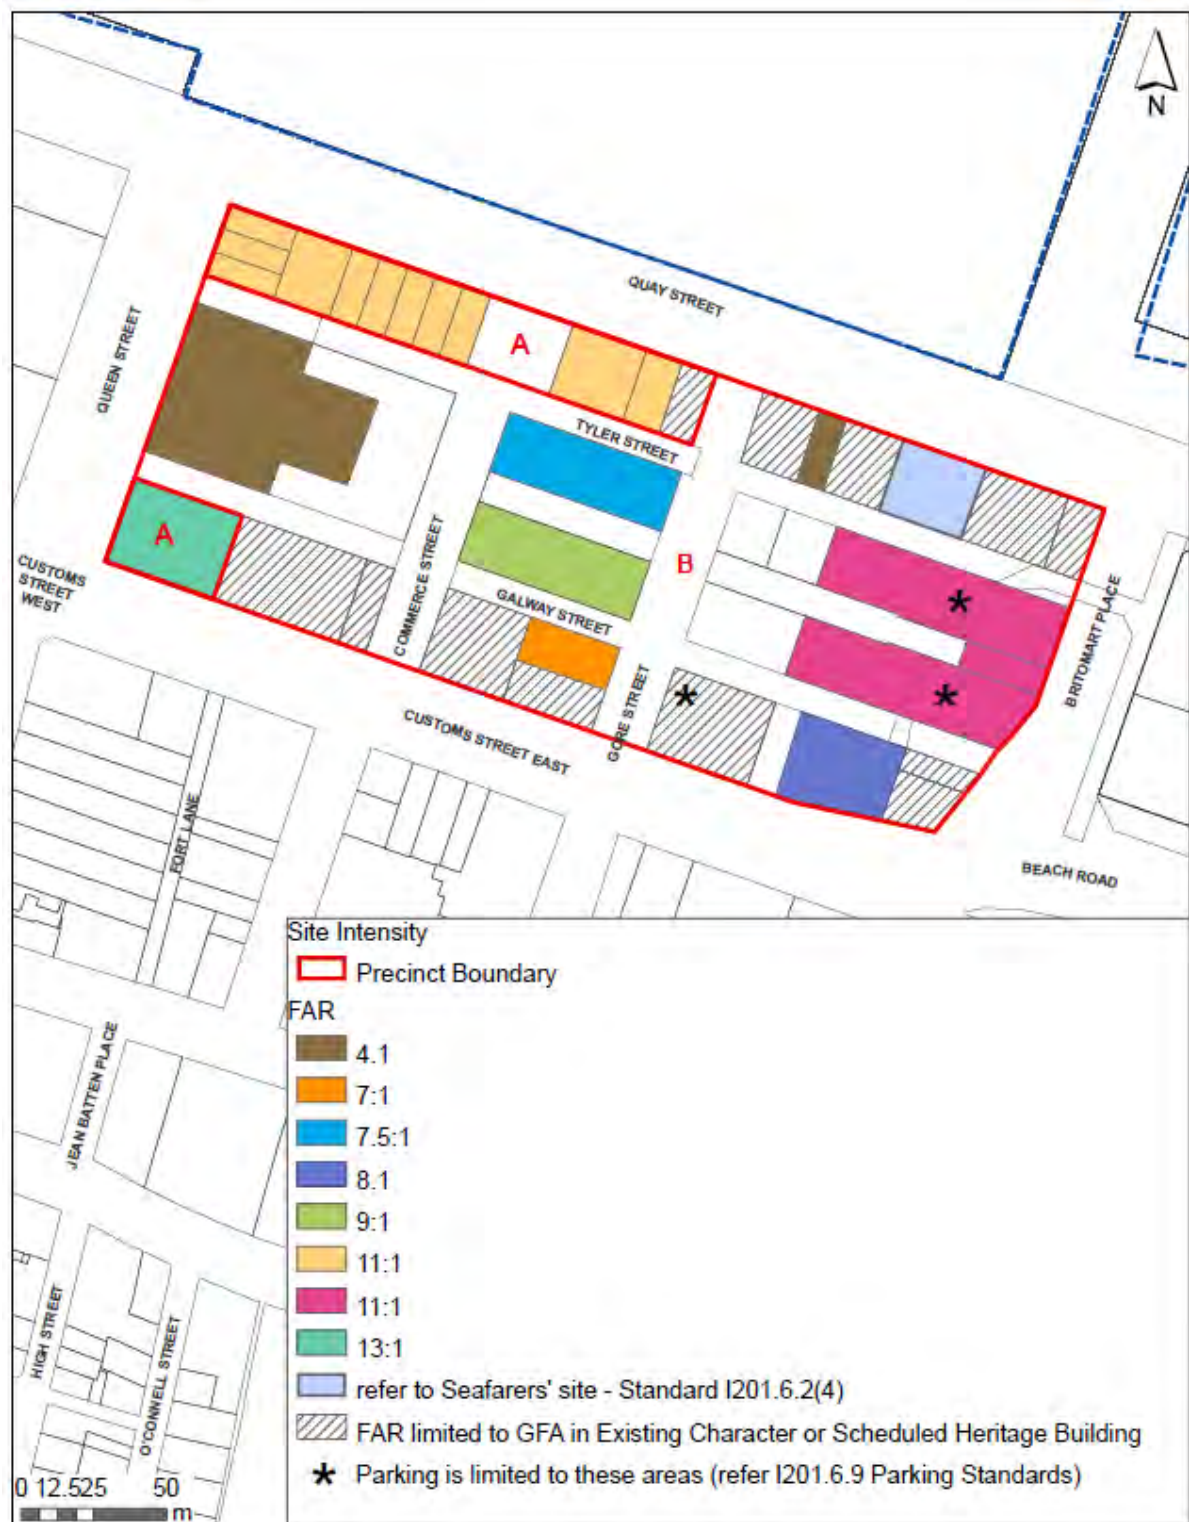 N
QUAY STREET
QUEEN STREET
A
TYLER STREET
A
B
COMMERCE STREET
GALWAY STREET
CUSTOMS
STREET
WEST
*
*
*
BRITOMART PLACE
GORE STREET
CUSTOMS STREET EAST
FORT LANE
BEACH ROAD
JEAN BATTEN PLACE
HIGH STREET
O'CONNELL STREET
Site Intensity
Precinct Boundary
FAR
4.1
7:1
7.5:1
8.1
9:1
11:1
11:1
13:1
refer to Seafarers' site - Standard I201.6.2(4)
FAR limited to GFA in Existing Character or Scheduled Heritage Building
* Parking is limited to these areas (refer I201.6.9 Parking Standards)
0 12.525 50
m